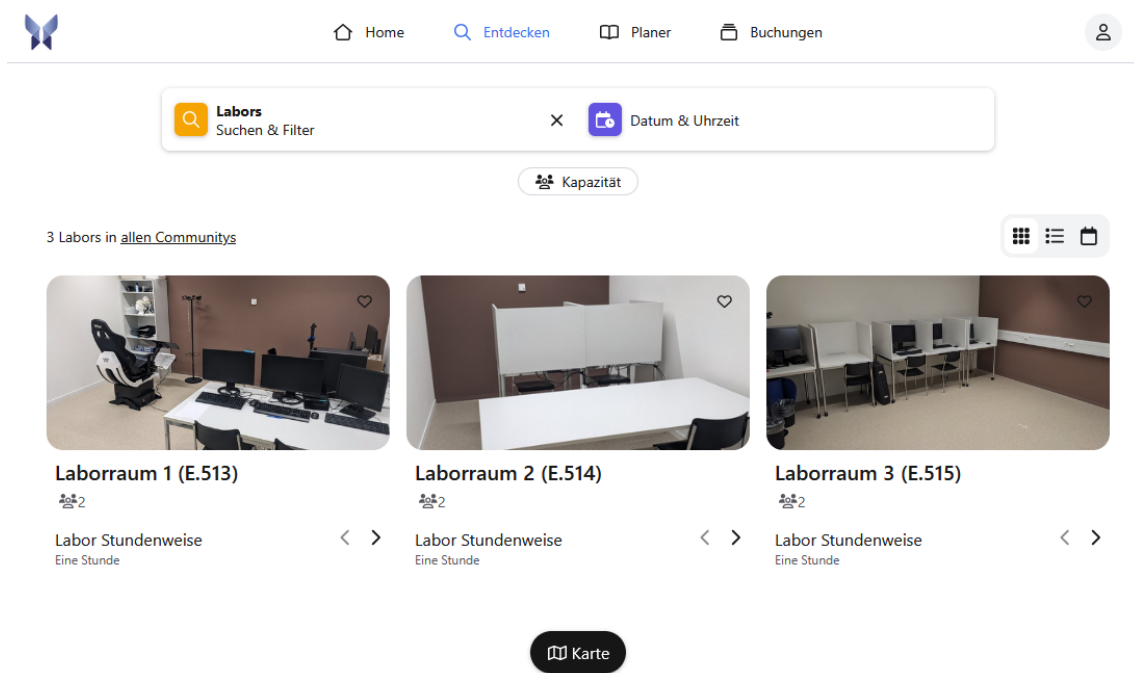 Home
Entdecken
Planer
Buchungen
Labors
Suchen & Filter
Datum & Uhrzeit
Kapazität
3 Labors in allen Communitys
Laborraum 1 (E.513)
2
Labor Stundenweise
Eine Stunde
Laborraum 2 (E.514)
2
Labor Stundenweise
Eine Stunde
Laborraum 3 (E.515)
2
Labor Stundenweise
Eine Stunde
Karte